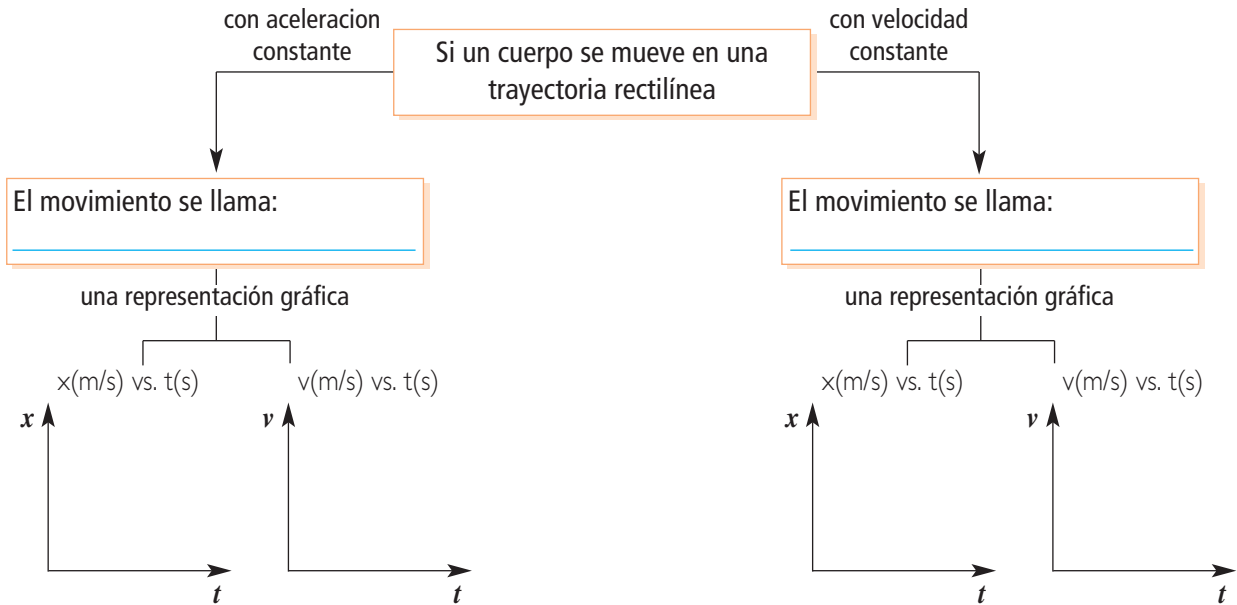 con aceleracion
constante
Si un cuerpo se mueve en una
trayectoria rectilínea
con velocidad
constante
El movimiento se llama:
una representación gráfica
x(m/s) vs. t(s)
v(m/s) vs. t(s)
x
v
t
t
El movimiento se llama:
una representación gráfica
x(m/s) vs. t(s)
v(m/s) vs. t(s)
x
v
t
t